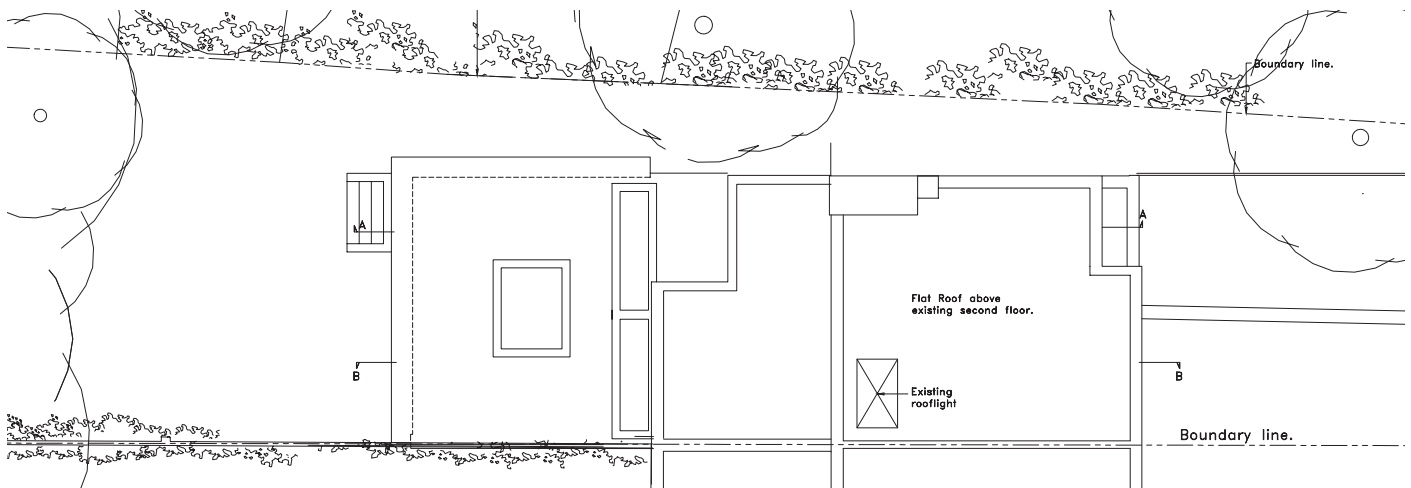 Boundary line.
A
A
Flat Roof above
existing second floor.
B
B
Existing
rooflight
Boundary line.